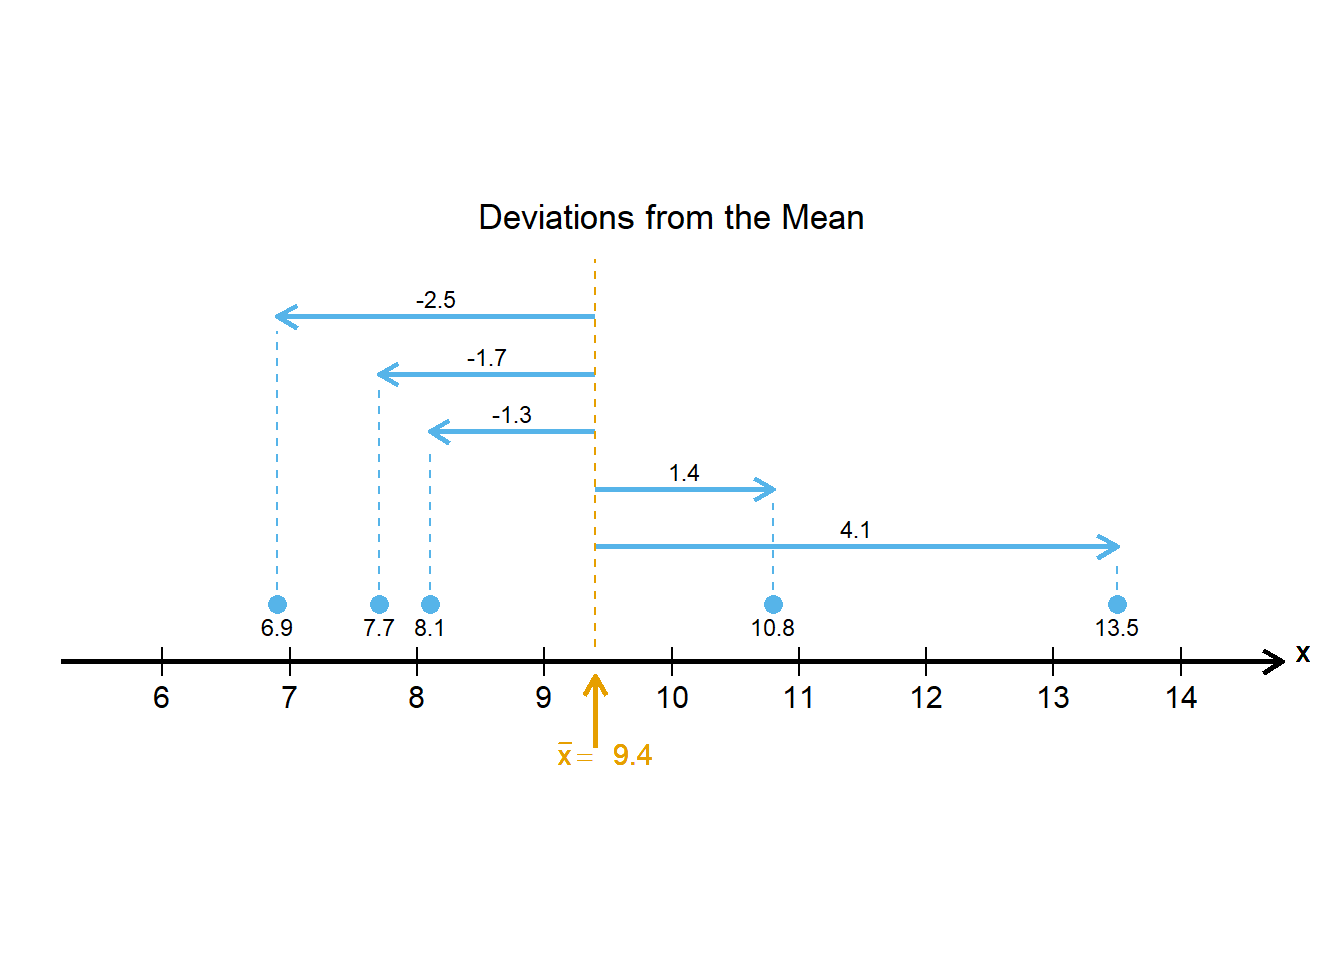 Deviations from the Mean
-2.5
-1.7
-1.3
1.4
4.1
6.9 7.7 8.1 10.8 13.5
x
6 7 8 9 10 11 12 13 14
x̄ = 9.4